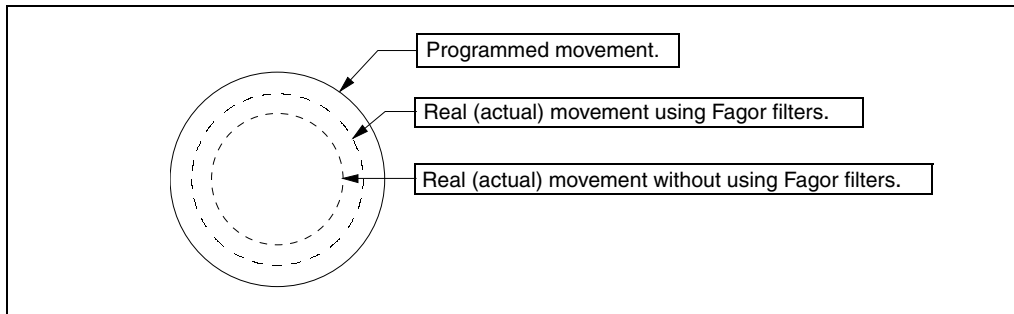 Programmed movement.
Real (actual) movement using Fagor filters.
Real (actual) movement without using Fagor filters.